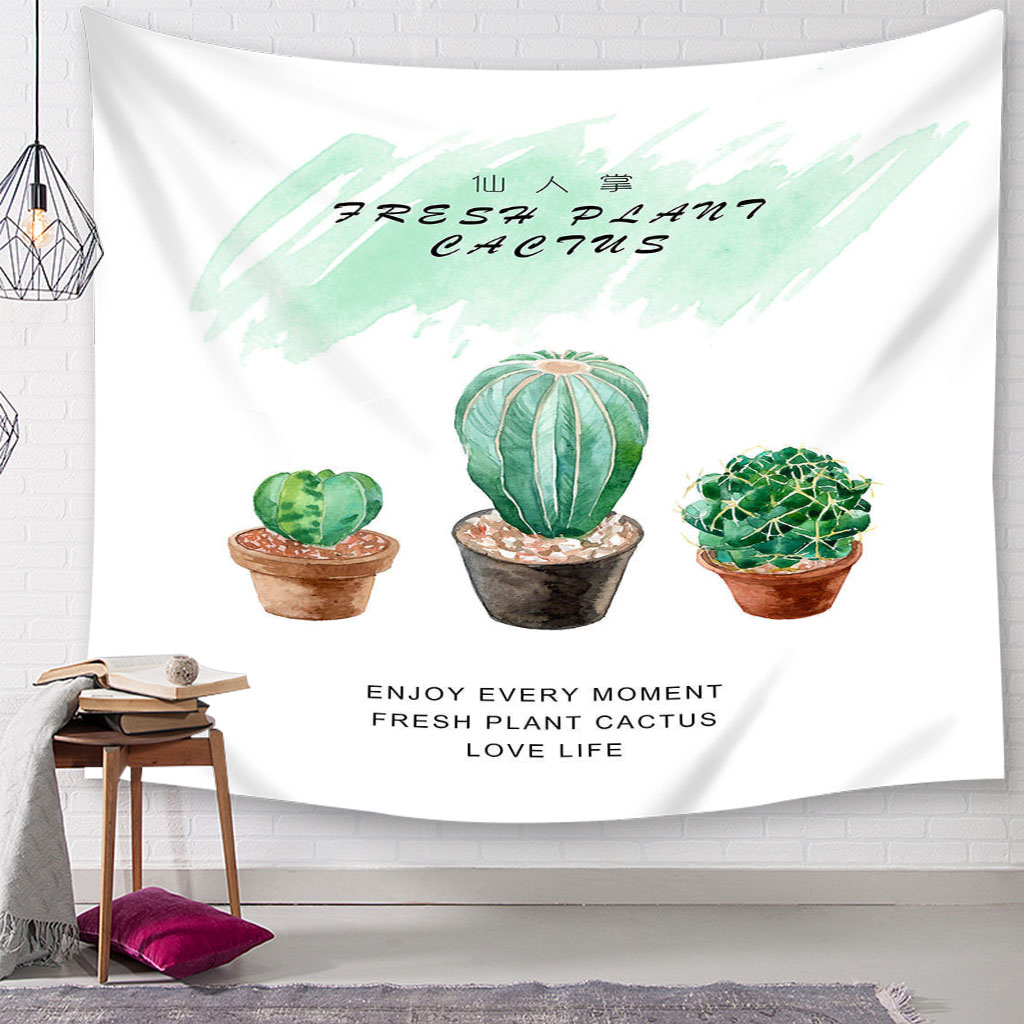 仙人掌
FRESH PLANT
CACTUS
ENJOY EVERY MOMENT
FRESH PLANT CACTUS
LOVE LIFE